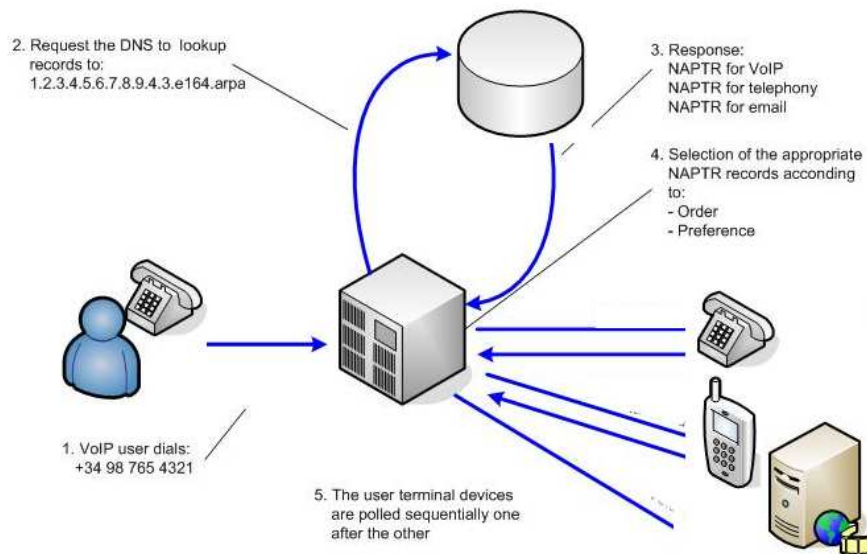 2. Request the DNS to lookup
records to:
1.2.3.4.5.6.7.8.9.4.3.e164.arpa
3. Response:
NAPTR for VoIP
NAPTR for telephony
NAPTR for email
4. Selection of the appropriate
NAPTR records acconding
to:
- Order
- Preference
1. VoIP user dials:
+34 98 765 4321
5. The user terminal devices
are polled sequentially one
after the other